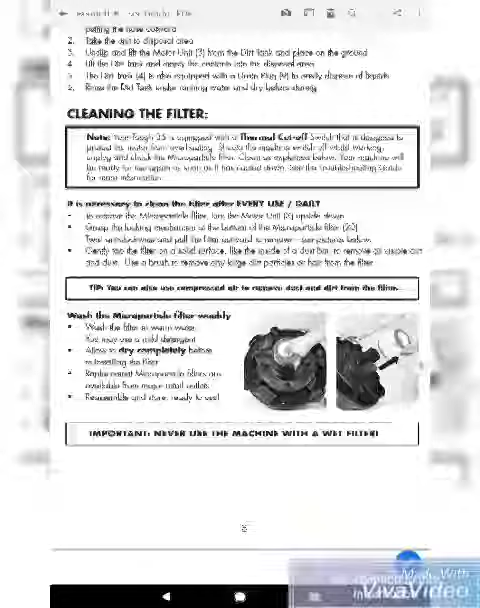 pulling the hose outward
2. Take the unit to disposal area
3. Unclip and lift the Motor Unit (3) from the Dirt Tank and place on the ground
4. Lift the Dirt Tank and empty the contents into the disposal area
5. The Dirt Tank (4) is also equipped with a Drain Plug (9) to easily dispose of liquids
6. Rinse the Dirt Tank under running water and dry before storing
CLEANING THE FILTER:
Note: Your Tough is equipped with a Thermal Cut-off Switch that is designed to
protect the motor from overheating. Should the machine switch off whilst working,
unplug and check the Microparticle filter. Clean as explained below. Your machine will
be ready for use again as soon as it has cooled down. See the Troubleshooting Guide
for more information.
It is necessary to clean the filter after EVERY USE / DAILY
• To remove the Microparticle filter, turn the Motor Unit (3) upside down
• Grasp the locking mechanism at the bottom of the Microparticle filter
Twist anticlockwise and pull the filter outward to remove - see pictures below.
• Gently tap the filter on a solid surface, like the inside of a dust bin, to remove all excess dirt
and dust. Use a brush to remove any large dirt particles or hair from the filter
TIP: You can also use compressed air to remove dust and dirt from the filter.
Wash the Microparticle filter weekly
• Wash the filter in warm water.
You may use a mild detergent
• Allow to dry completely before
reinstalling the filter
• Replacement Microparticle filters are
available from major retail outlets
• Reassemble and store, ready to use!
IMPORTANT: NEVER USE THE MACHINE WITH A WET FILTER!
Made With
VivaVideo